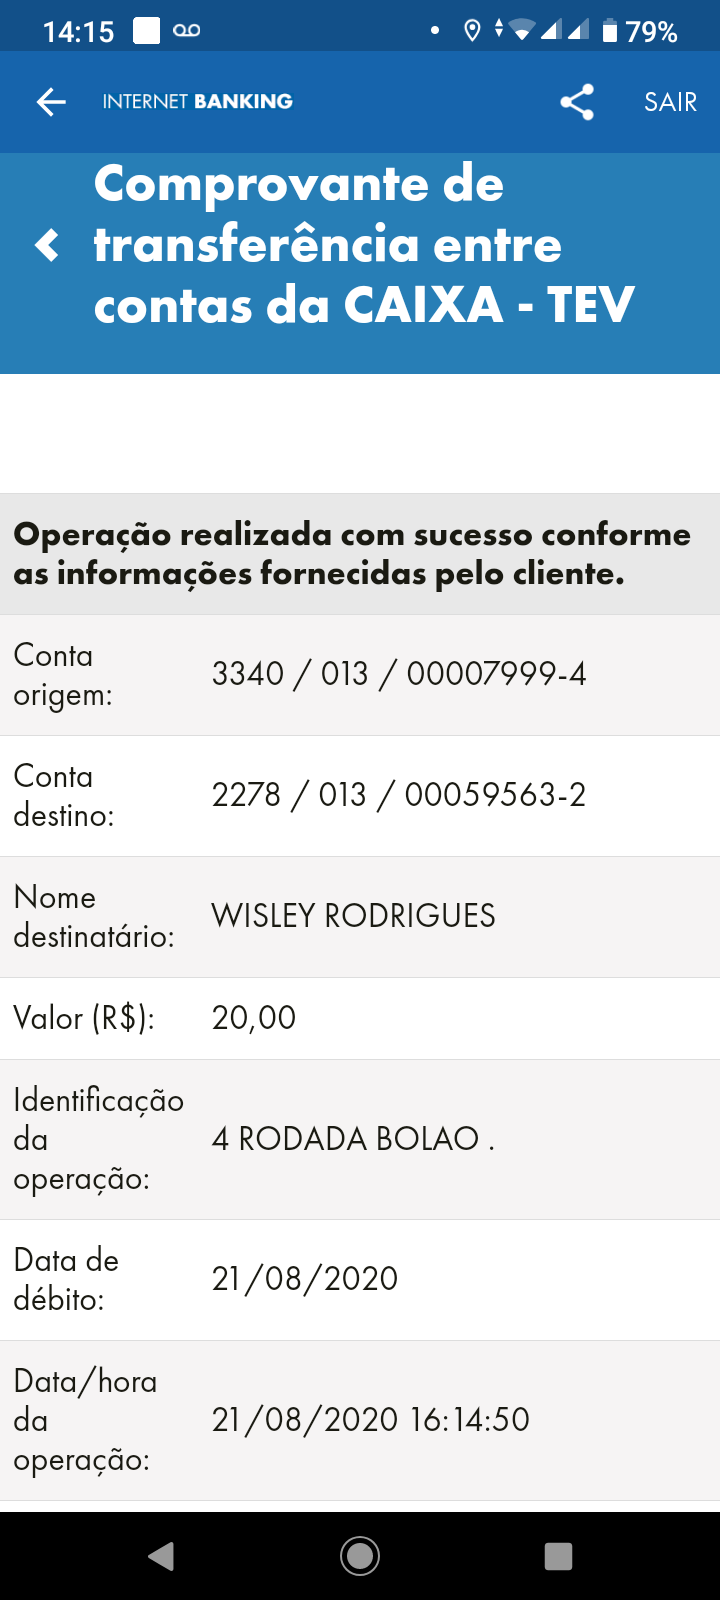 14:15
79%
INTERNET BANKING
SAIR
Comprovante de
transferência entre
contas da CAIXA - TEV
Operação realizada com sucesso conforme
as informações fornecidas pelo cliente.
Conta
origem:
3340 / 013 / 00007999-4
Conta
destino:
2278 / 013 / 00059563-2
Nome
destinatário:
WISLEY RODRIGUES
Valor (R$):
20,00
Identificação
da
operação:
4 RODADA BOLAO .
Data de
débito:
21/08/2020
Data/hora
da
operação:
21/08/2020 16:14:50